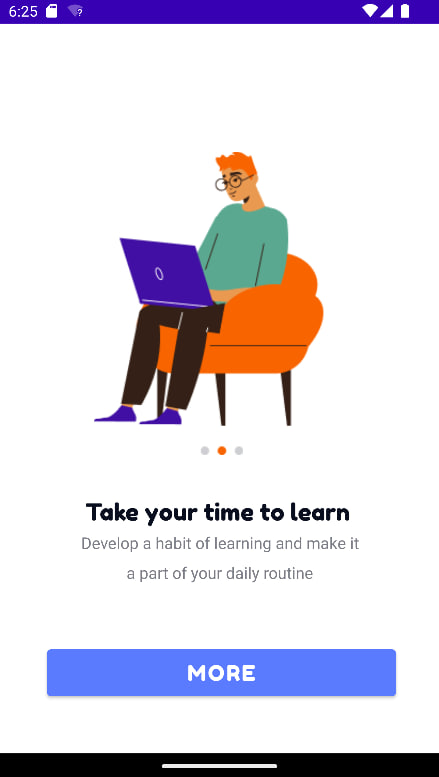 6:25
Take your time to learn
Develop a habit of learning and make it
a part of your daily routine
MORE